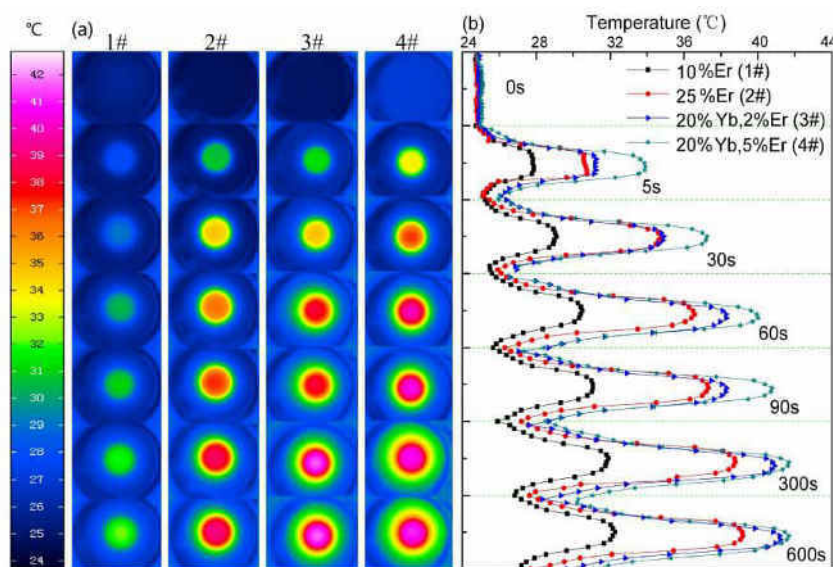 ℃
(a)
1#
2#
3#
4#
42
41
40
39
38
37
36
35
34
33
32
31
30
29
28
27
26
25
24
(b)
Temperature (℃)
24
28
32
36
40
44
10%Er (1#)
25%Er (2#)
20%Yb,2%Er (3#)
20%Yb,5%Er (4#)
0s
5s
30s
60s
90s
300s
600s